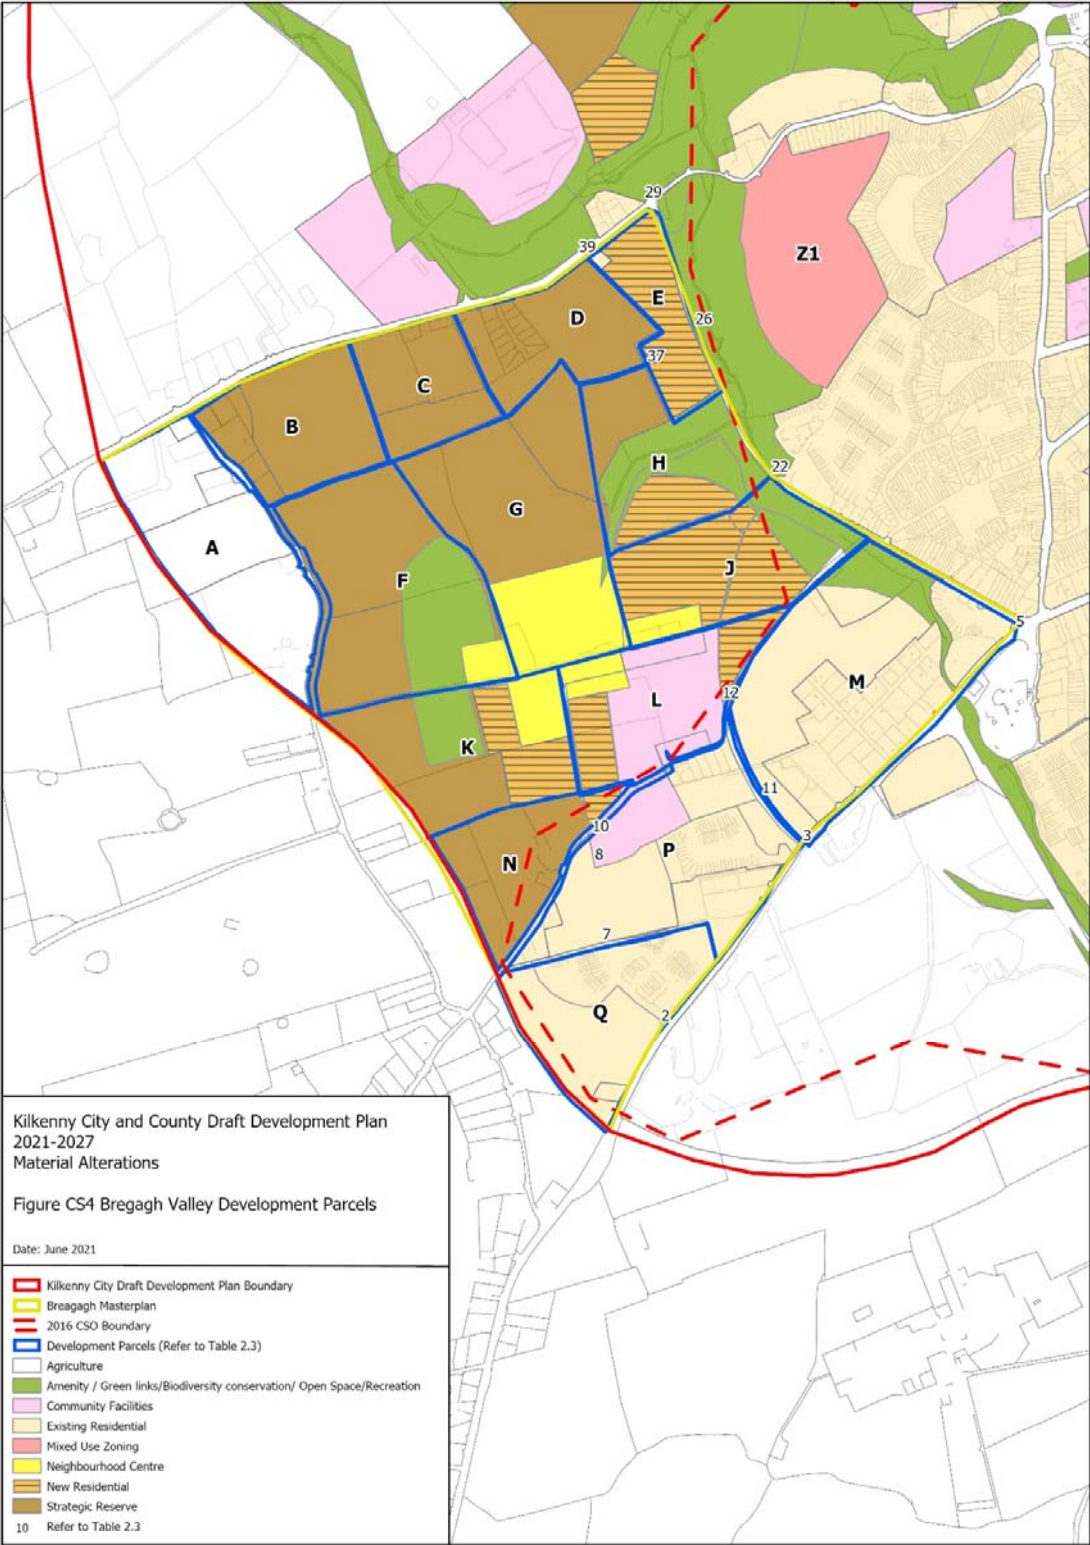 29
39
Z1
E
D
26
37
C
B
H
22
G
A
J
F
5
M
L
12
K
11
10
3
N
8
P
7
Q
2
Kilkenny City and County Draft Development Plan
2021-2027
Material Alterations
Figure CS4 Bregagh Valley Development Parcels
Date: June 2021
Kilkenny City Draft Development Plan Boundary
Breagagh Masterplan
2016 CSO Boundary
Development Parcels (Refer to Table 2.3)
Agriculture
Amenity / Green links/Biodiversity conservation/ Open Space/Recreation
Community Facilities
Existing Residential
Mixed Use Zoning
Neighbourhood Centre
New Residential
Strategic Reserve
10 Refer to Table 2.3